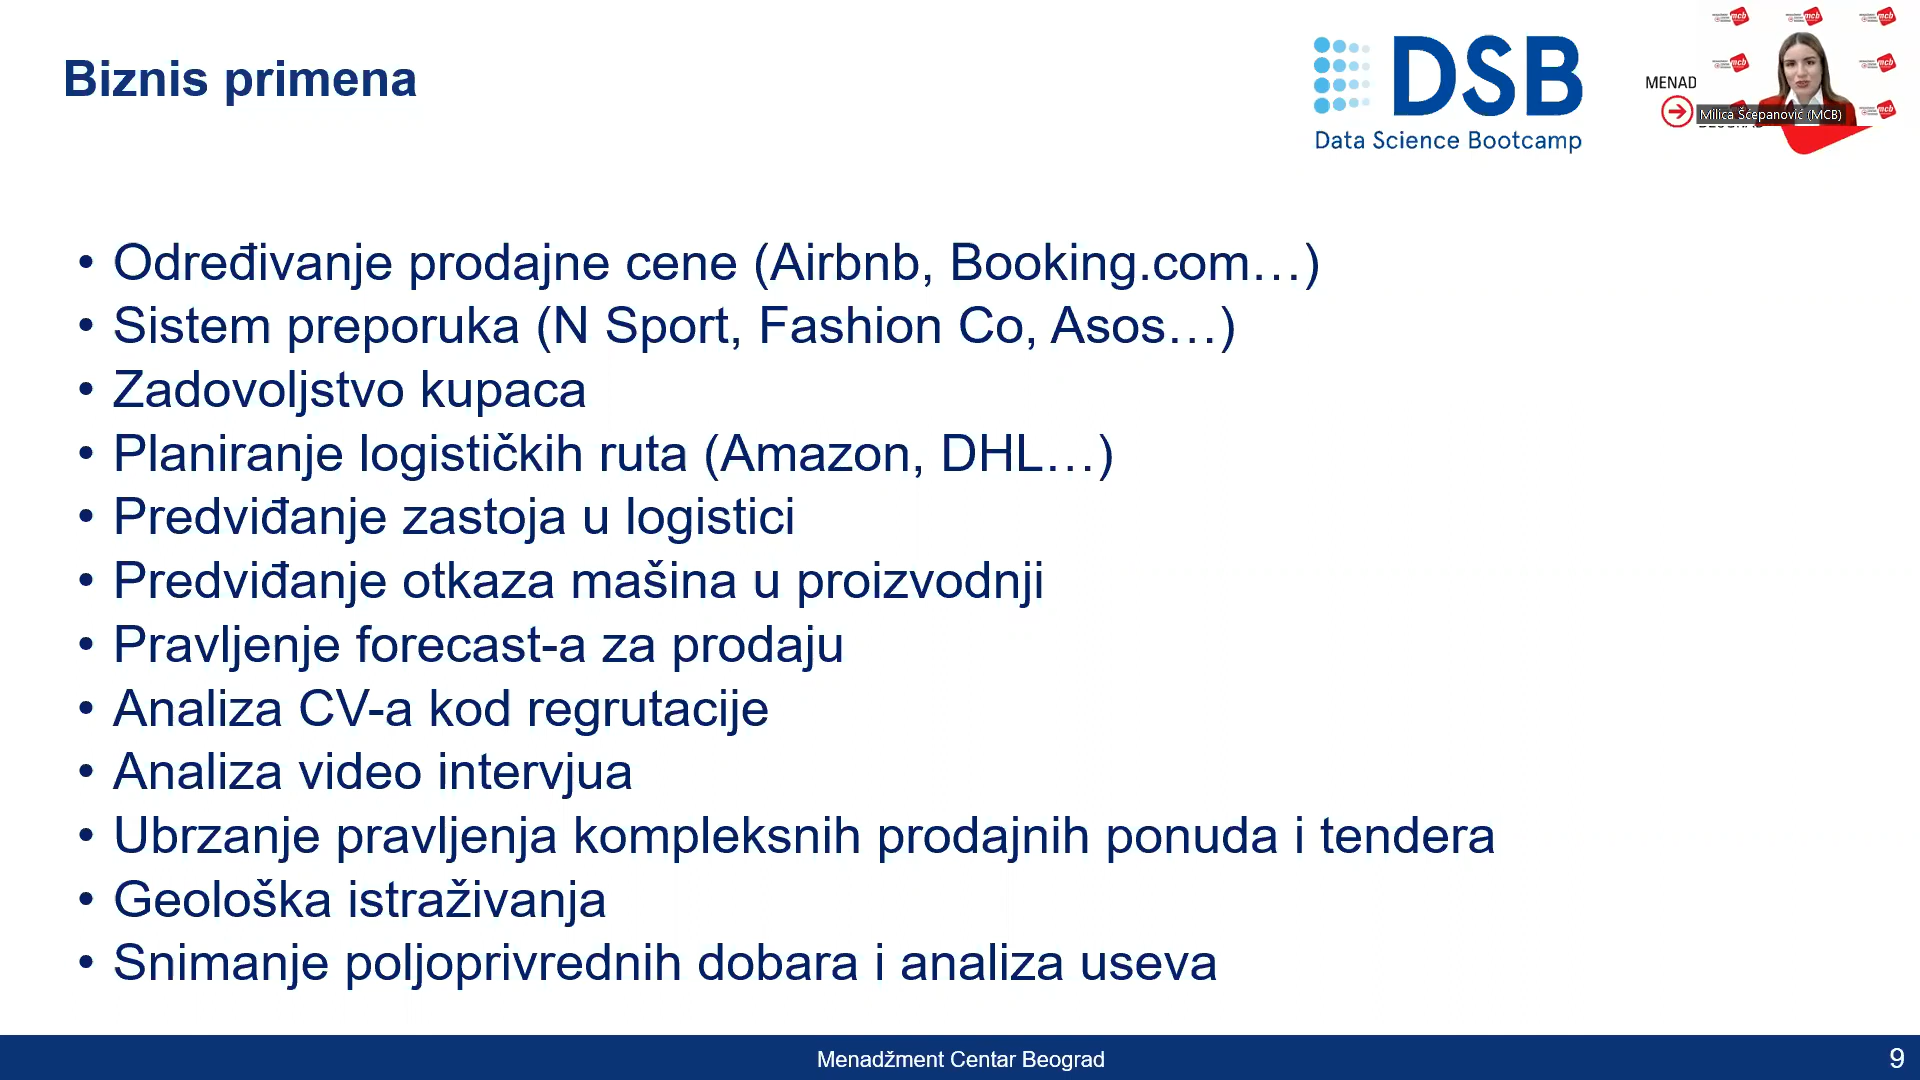 Biznis primena
DSB
Data Science Bootcamp
MENAD
Milica Šćepanović (MCB)
• Određivanje prodajne cene (Airbnb, Booking.com…)
• Sistem preporuka (N Sport, Fashion Co, Asos…)
• Zadovoljstvo kupaca
• Planiranje logističkih ruta (Amazon, DHL…)
• Predviđanje zastoja u logistici
• Predviđanje otkaza mašina u proizvodnji
• Pravljenje forecast-a za prodaju
• Analiza CV-a kod regrutacije
• Analiza video intervjua
• Ubrzanje pravljenja kompleksnih prodajnih ponuda i tendera
• Geološka istraživanja
• Snimanje poljoprivrednih dobara i analiza useva
Menadžment Centar Beograd
9